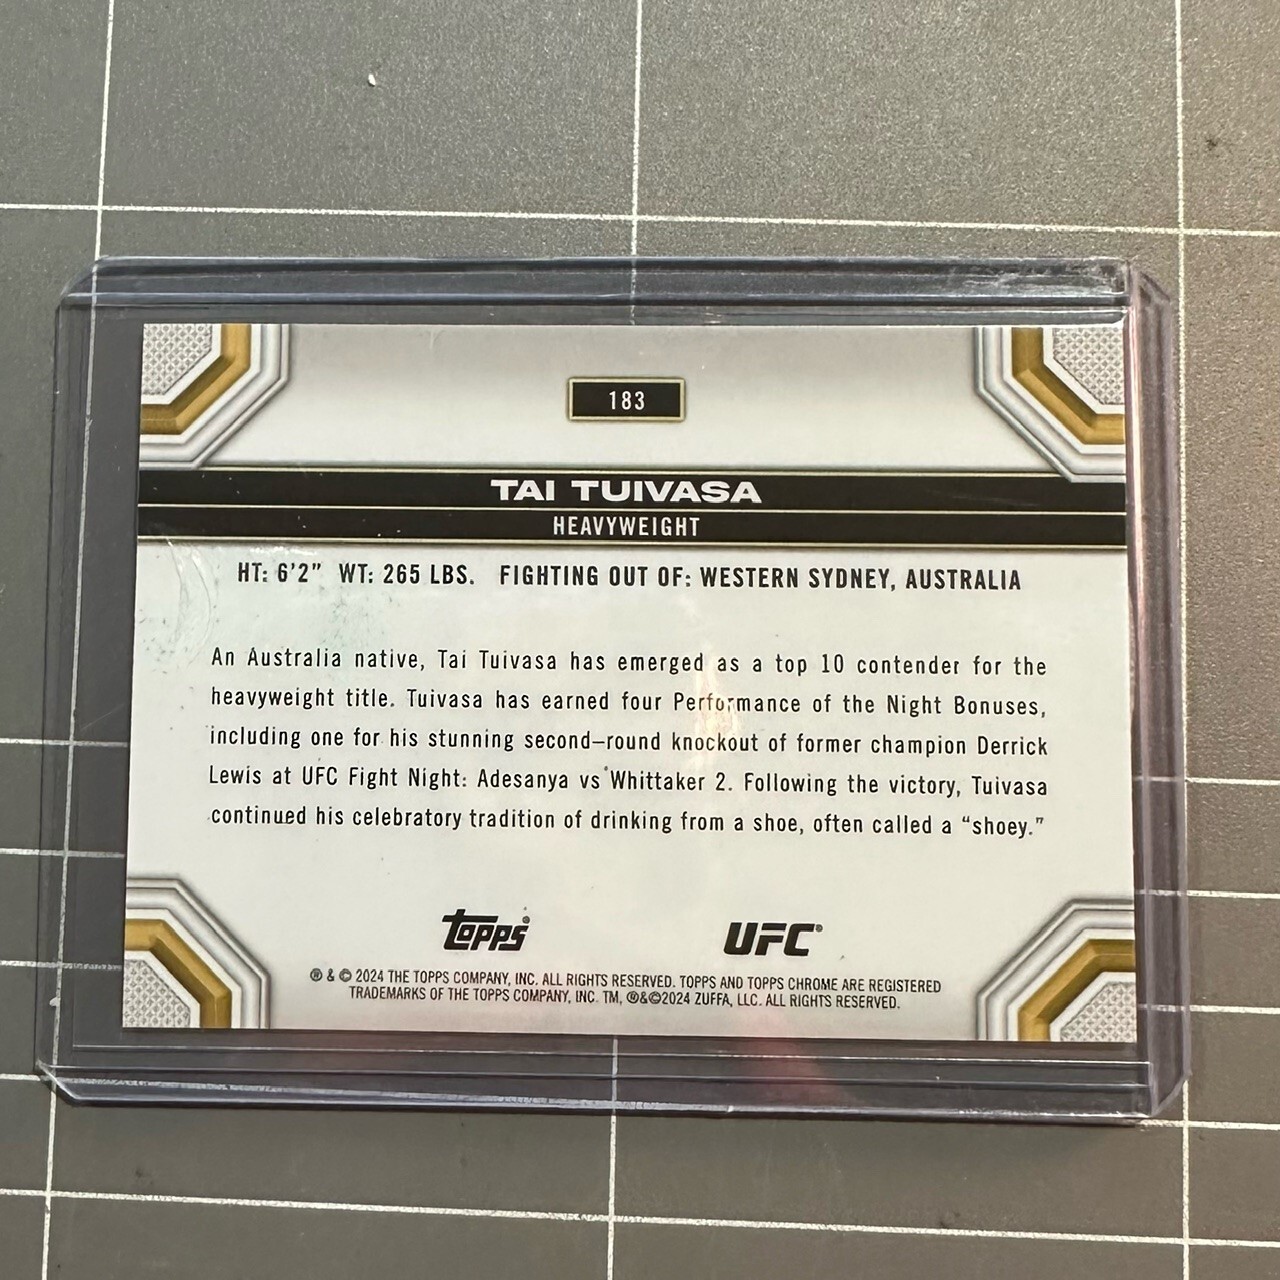 183
TAI TUIVASA
HEAVYWEIGHT
HT: 6'2" WT: 265 LBS. FIGHTING OUT OF: WESTERN SYDNEY, AUSTRALIA
An Australia native, Tai Tuivasa has emerged as a top 10 contender for the
heavyweight title. Tuivasa has earned four Performance of the Night Bonuses,
including one for his stunning second–round knockout of former champion Derrick
Lewis at UFC Fight Night: Adesanya vs Whittaker 2. Following the victory, Tuivasa
continued his celebratory tradition of drinking from a shoe, often called a “shoey.”
topps®
UFC®
® & © 2024 THE TOPPS COMPANY, INC. ALL RIGHTS RESERVED. TOPPS AND TOPPS CHROME ARE REGISTERED
TRADEMARKS OF THE TOPPS COMPANY, INC. TM, ®&©2024 ZUFFA, LLC. ALL RIGHTS RESERVED.